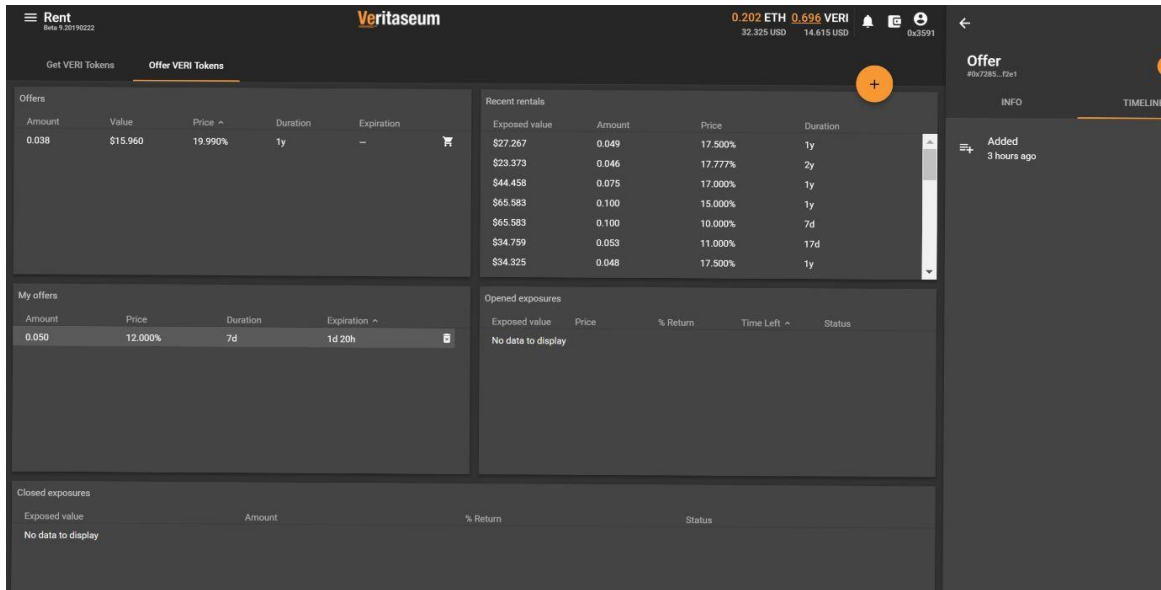 Rent
Beta 9.20190222
Veritaseum
0.202 ETH 0.696 VERI
32.325 USD 14.615 USD
0x3591
Get VERI Tokens Offer VERI Tokens
+
Offers
Amount Value Price Duration Expiration
0.038 $15.960 19.990% 1y –
Recent rentals
Exposed value Amount Price Duration
$27.267 0.049 17.500% 1y
$23.373 0.046 17.777% 2y
$44.458 0.075 17.000% 1y
$65.583 0.100 15.000% 1y
$65.583 0.100 10.000% 7d
$34.759 0.053 11.000% 17d
$34.325 0.048 17.500% 1y
My offers
Amount Price Duration Expiration
0.050 12.000% 7d 1d 20h
Opened exposures
Exposed value Price % Return Time Left Status
No data to display
Closed exposures
Exposed value Amount % Return Status
No data to display
Offer
#0x7285...f2e1
INFO TIMELINE
Added
3 hours ago